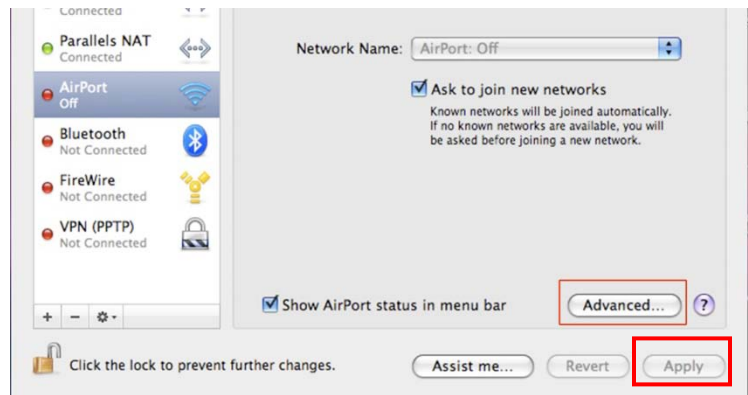 Connected
Parallels NAT
Connected
AirPort
Off
Bluetooth
Not Connected
FireWire
Not Connected
VPN (PPTP)
Not Connected
+ −
Network Name: AirPort: Off
Ask to join new networks
Known networks will be joined automatically.
If no known networks are available, you will
be asked before joining a new network.
Show AirPort status in menu bar
Advanced... ?
Click the lock to prevent further changes.
Assist me... Revert Apply